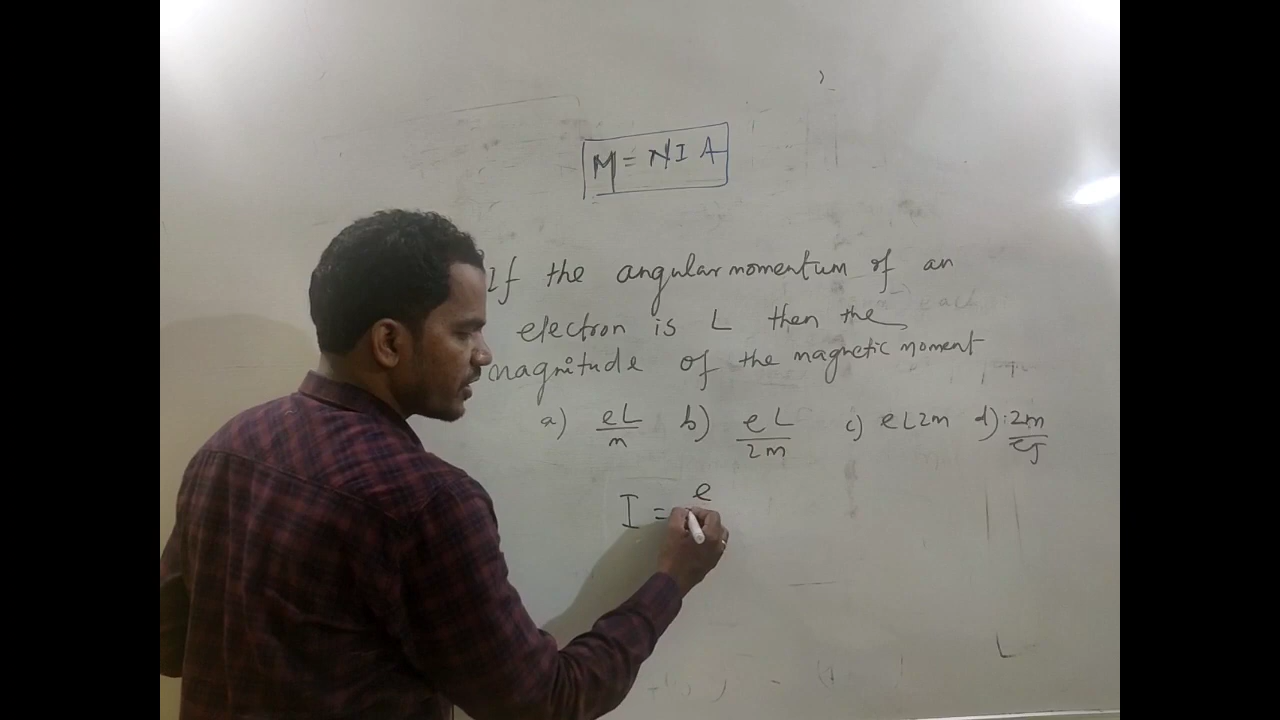 M = NIA
If the angular momentum of an
electron is L then the
magnitude of the magnetic moment
a) eL/m b) eL/2m c) eL2m d) 2m/eJ
I = e